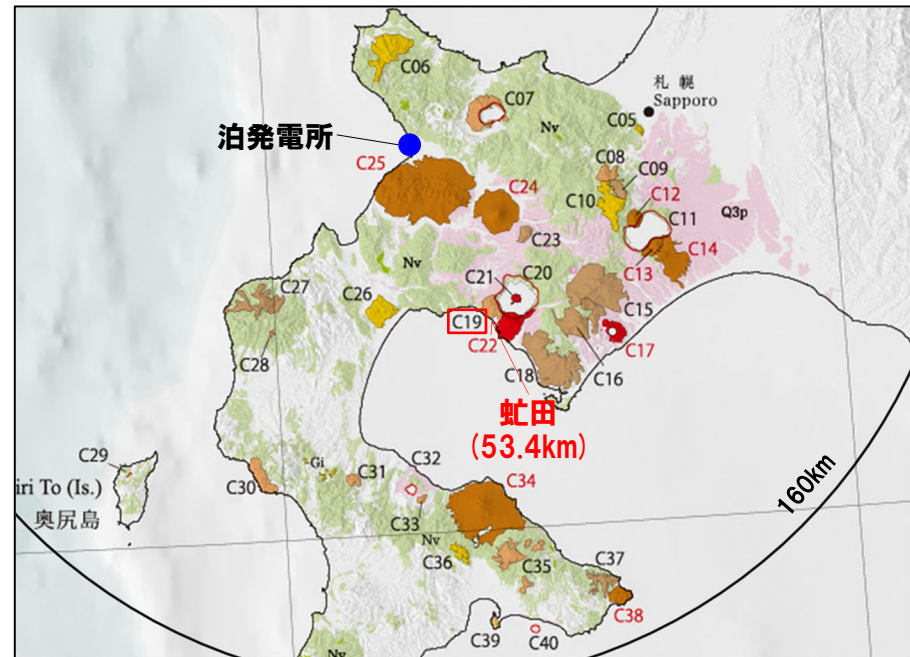 C06
札幌
Sapporo
C07
Nv
C05
泊発電所
C25
C08
C09
C24
C10
C12
C11
Q3p
C23
C14
C13
Nv
C20
C21
C27
C26
C15
C19
C22
C17
C28
C18
C16
虻田
(53.4km)
C29
Gi
C32
C31
C34
iri To (Is.)
C30
160km
奥尻島
C33
Nv
C36
C35
C37
C38
C39
C40
Nv